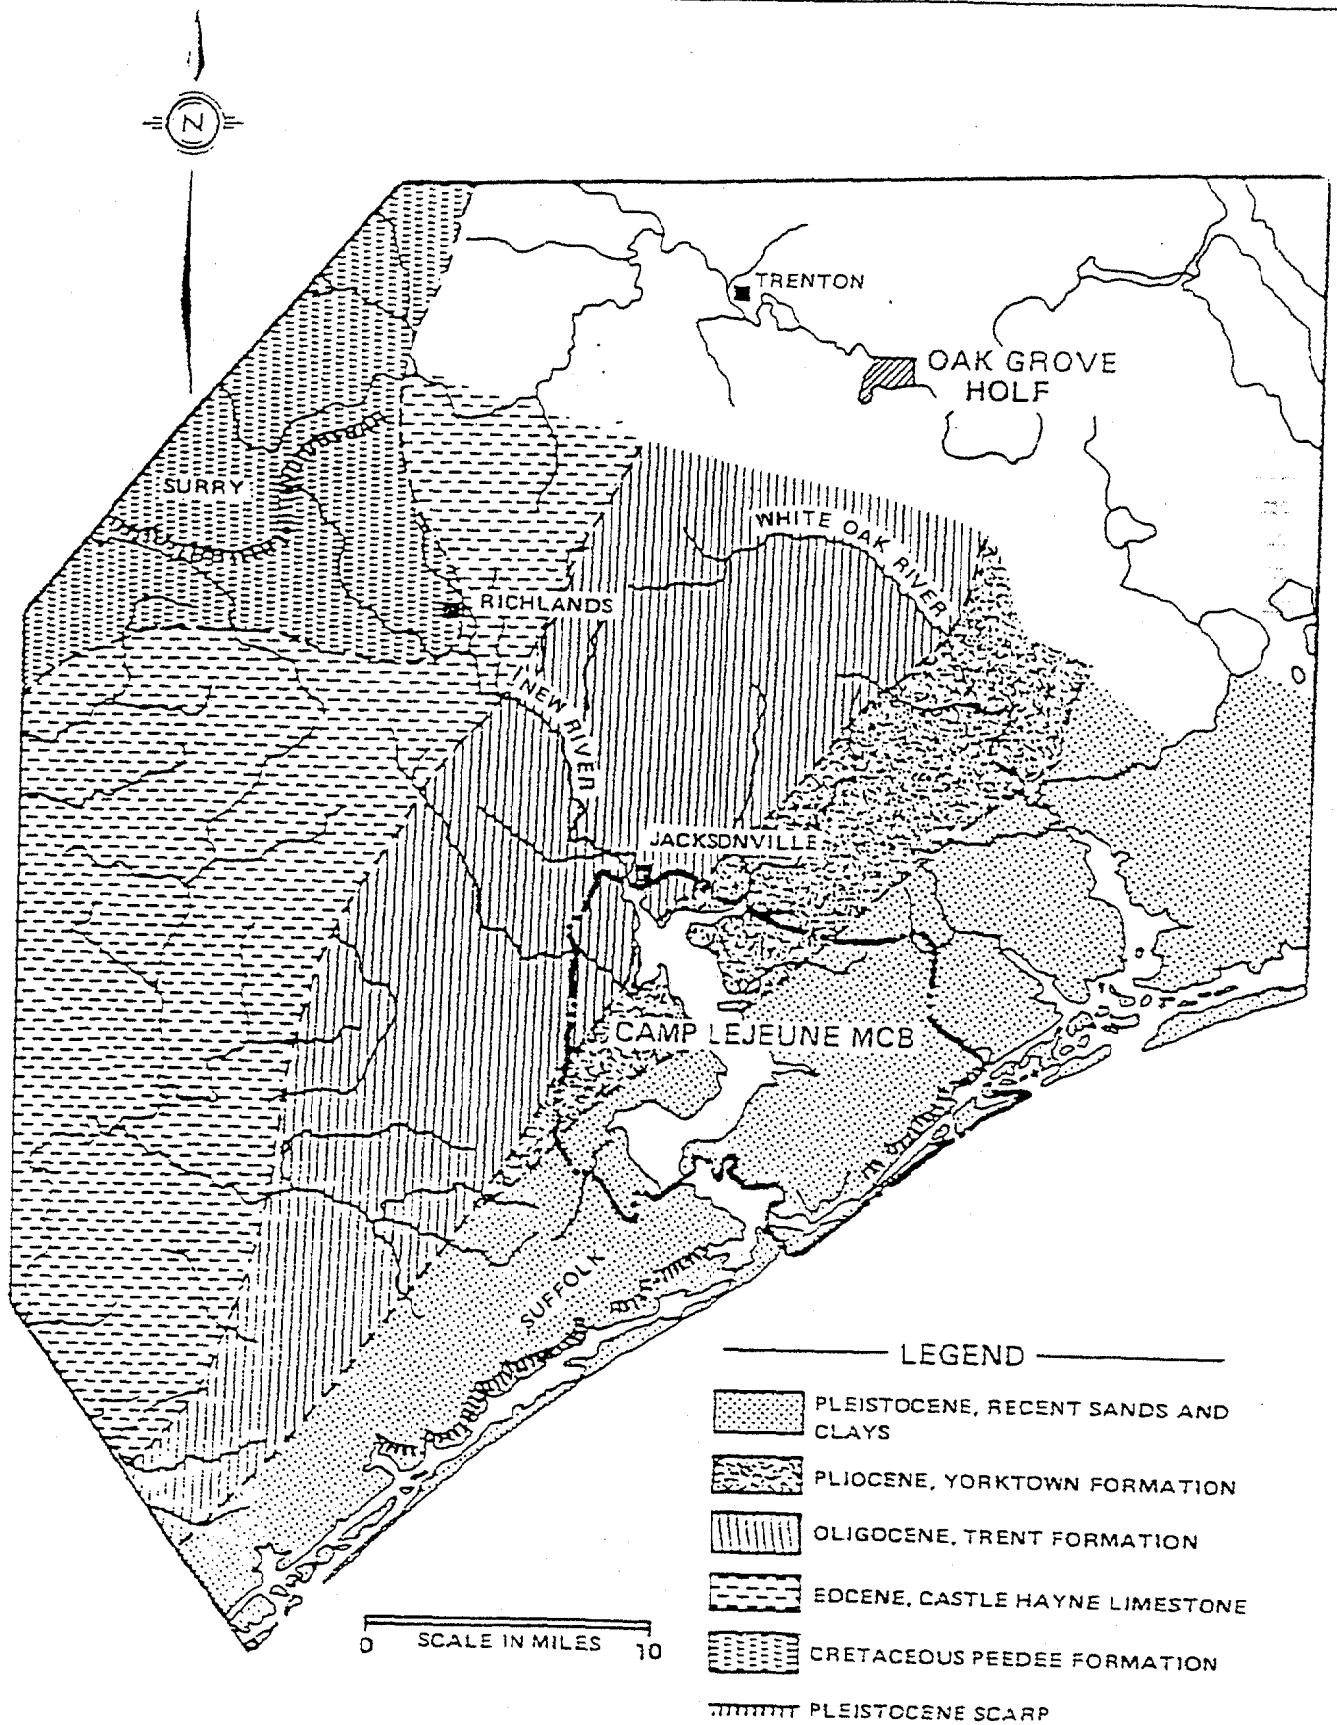 N
TRENTON
OAK GROVE
HOLF
SURRY
WHITE OAK RIVER
RICHLANDS
NEW RIVER
JACKSONVILLE
CAMP LEJEUNE MCB
SUFFOLK
LEGEND
PLEISTOCENE, RECENT SANDS AND
CLAYS
PLIOCENE, YORKTOWN FORMATION
OLIGOCENE, TRENT FORMATION
EOCENE, CASTLE HAYNE LIMESTONE
CRETACEOUS PEEDEE FORMATION
PLEISTOCENE SCARP
0 SCALE IN MILES 10